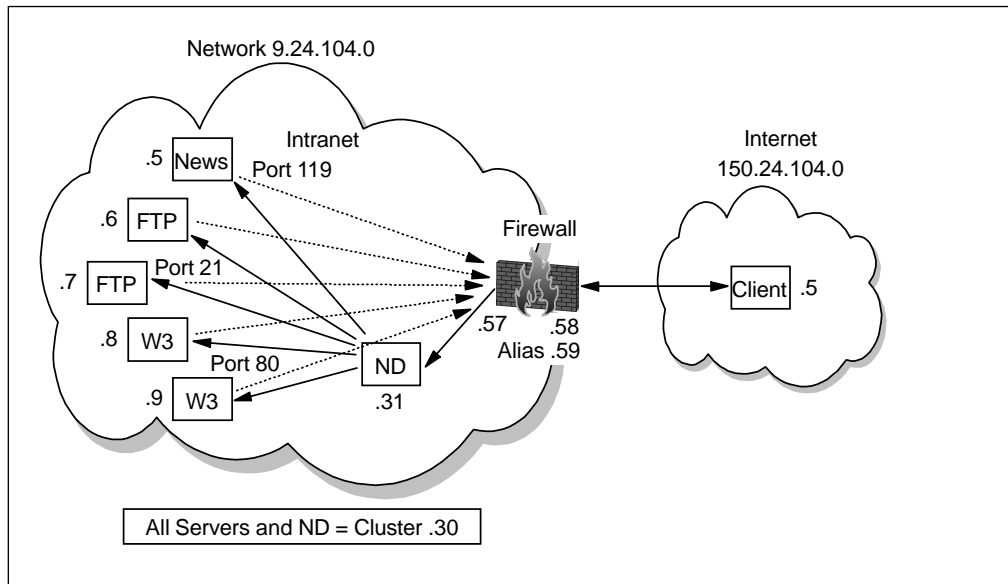 Network 9.24.104.0
Intranet
Internet
150.24.104.0
.5
News
Port 119
.6
FTP
Firewall
.7
FTP
Port 21
Client
.5
.8
W3
.57
.58
Alias .59
Port 80
ND
.31
.9
W3
All Servers and ND = Cluster .30